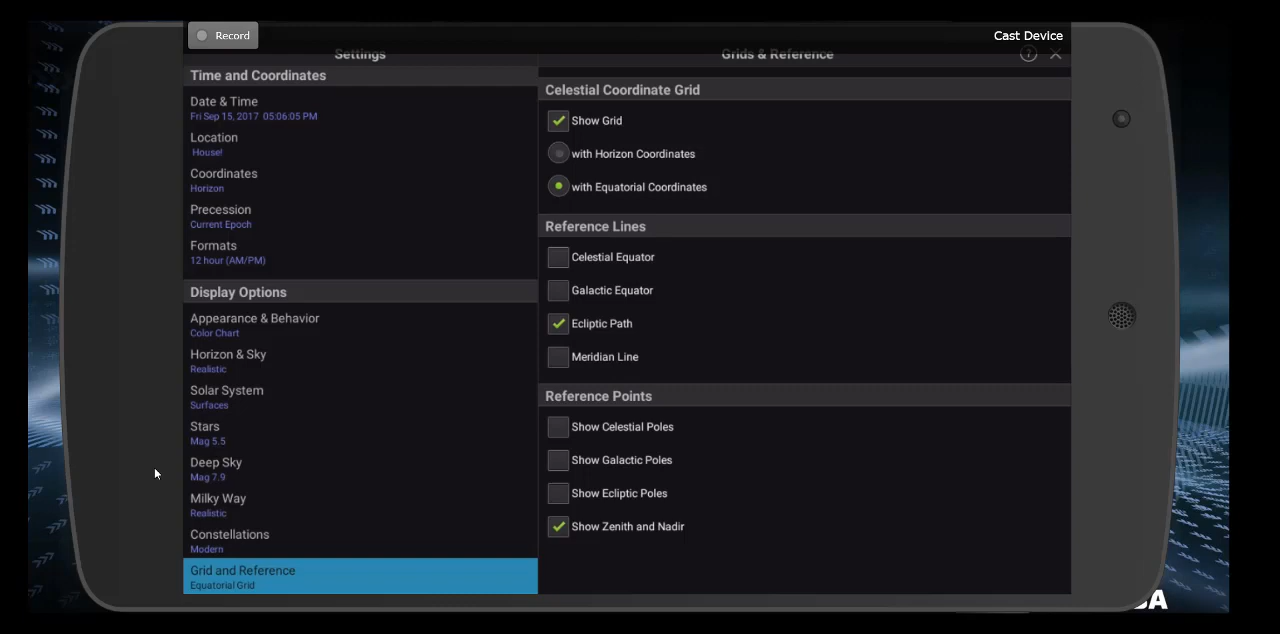 Record
Cast Device
Settings
Grids & Reference
?
Time and Coordinates
Date & Time
Fri Sep 15, 2017 05:06:05 PM
Location
House!
Coordinates
Horizon
Precession
Current Epoch
Formats
12 hour (AM/PM)
Display Options
Appearance & Behavior
Color Chart
Horizon & Sky
Realistic
Solar System
Surfaces
Stars
Mag 5.5
Deep Sky
Mag 7.9
Milky Way
Realistic
Constellations
Modern
Grid and Reference
Equatorial Grid
Celestial Coordinate Grid
Show Grid
with Horizon Coordinates
with Equatorial Coordinates
Reference Lines
Celestial Equator
Galactic Equator
Ecliptic Path
Meridian Line
Reference Points
Show Celestial Poles
Show Galactic Poles
Show Ecliptic Poles
Show Zenith and Nadir